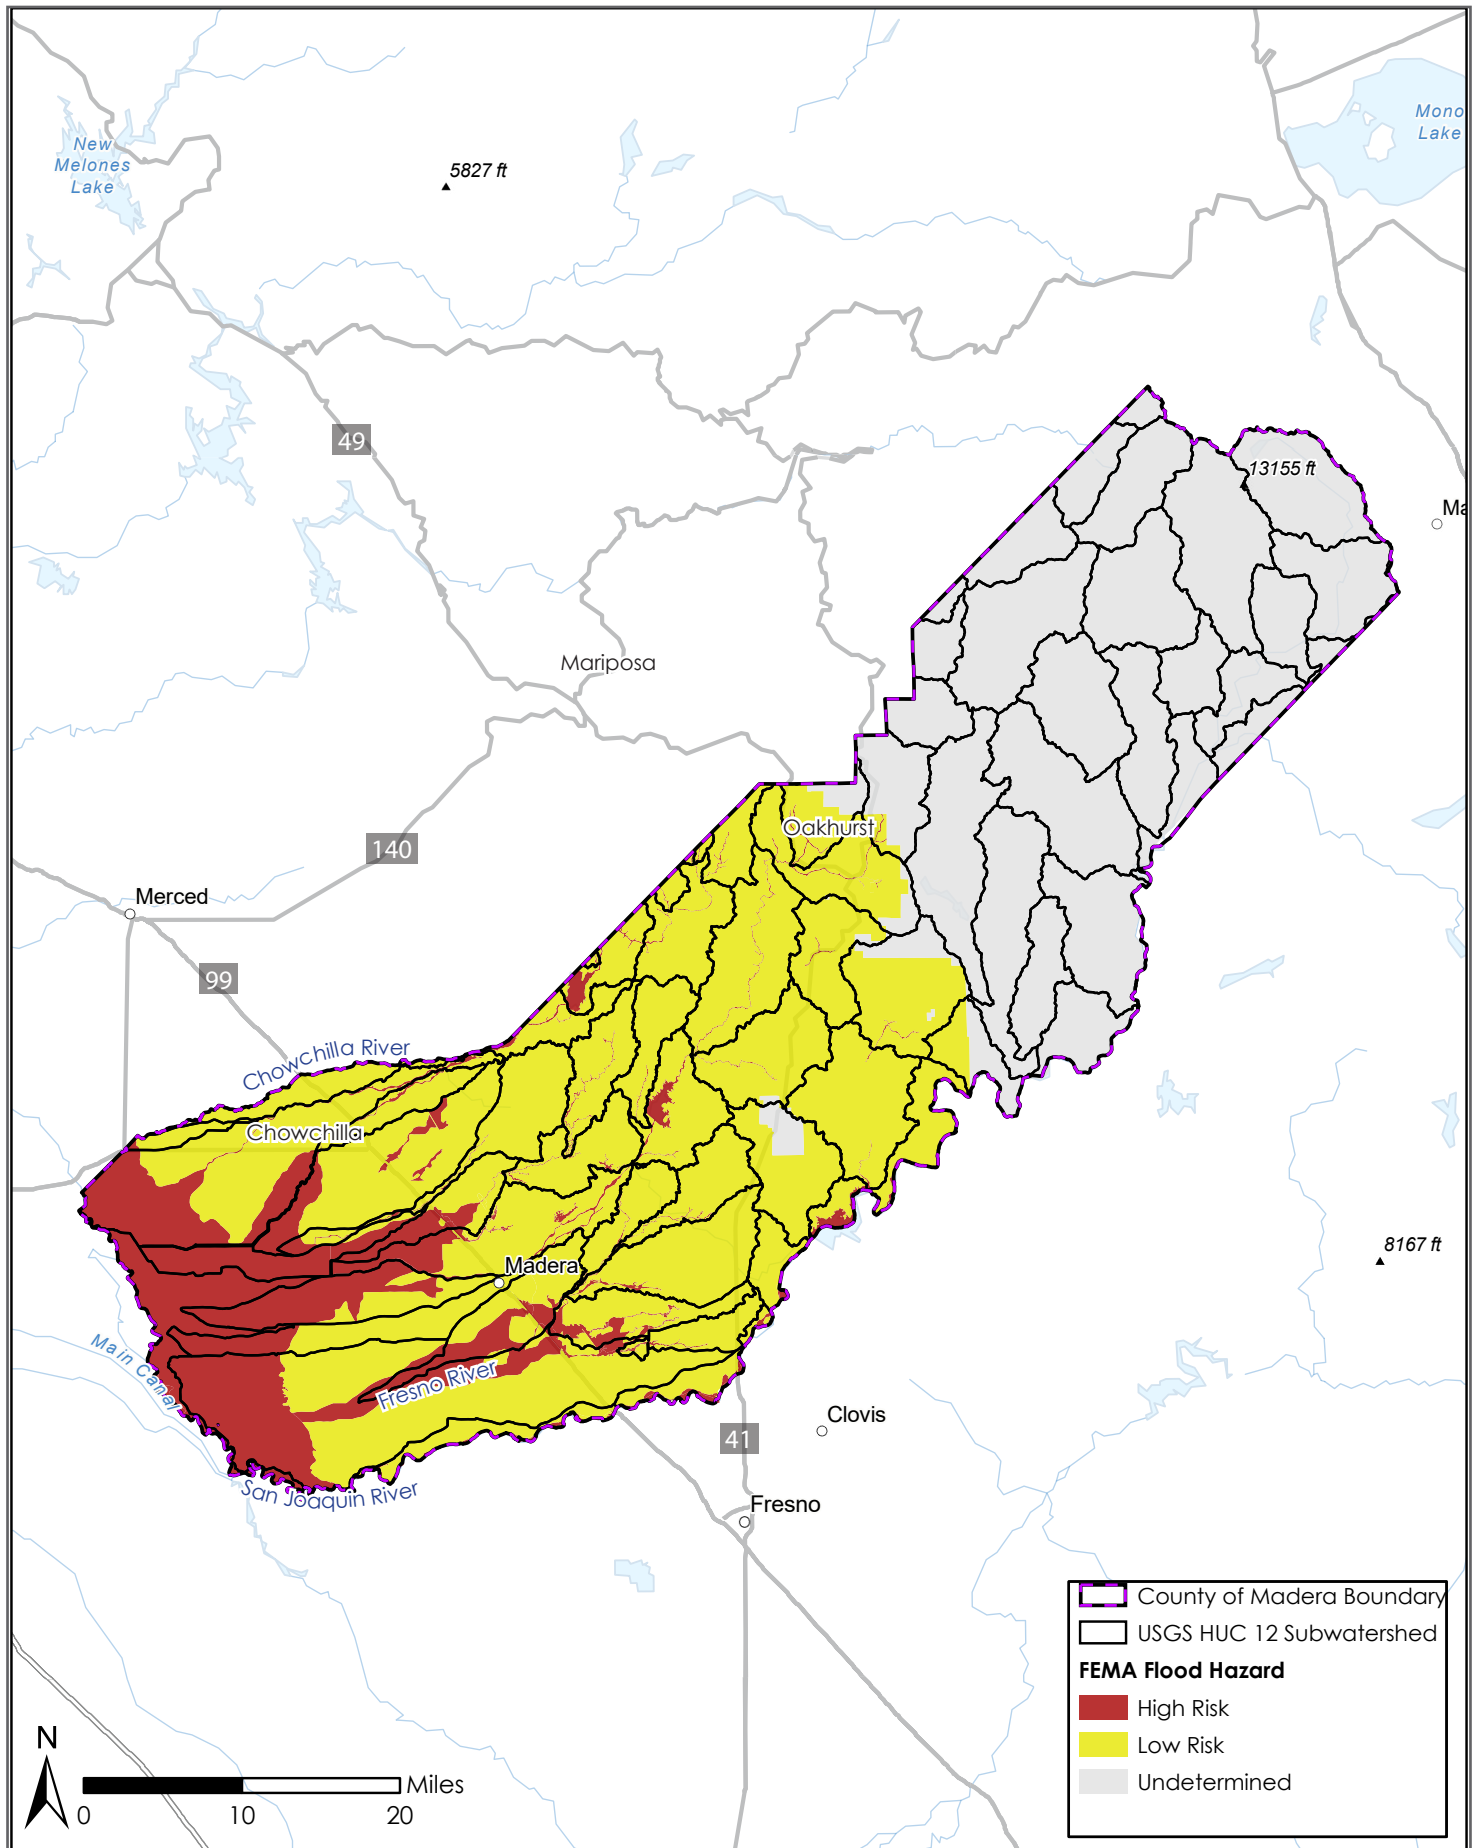 Mono
Lake
New
Melones
Lake
5827 ft
49
13155 ft
Ma
Mariposa
Oakhurst
140
Merced
99
Chowchilla River
Chowchilla
8167 ft
Madera
Main Canal
Fresno River
Clovis
41
San Joaquin River
Fresno
County of Madera Boundary
USGS HUC 12 Subwatershed
FEMA Flood Hazard
High Risk
Low Risk
Undetermined
N
Miles
0 10 20